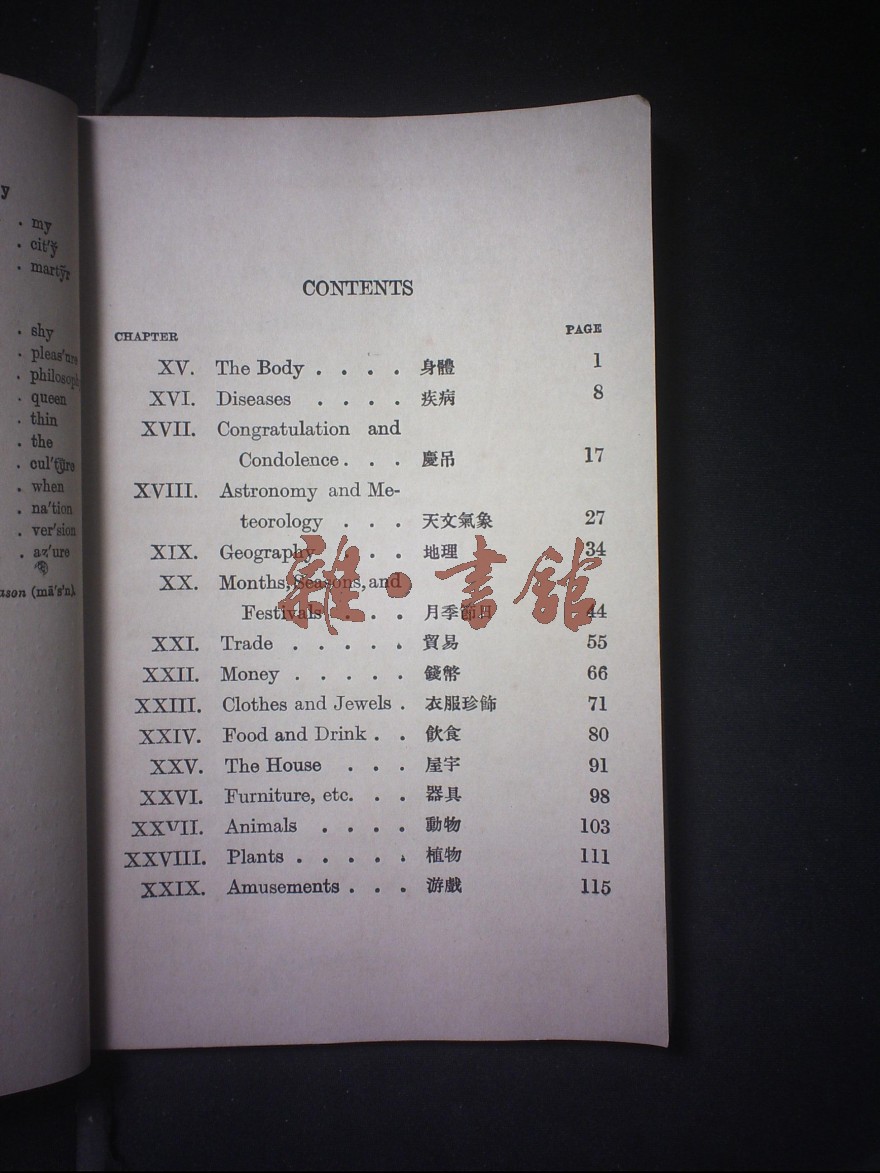 y
. my
. cit'y̆
. martỹr
. shy
. pleas'ure
. philosophy
. queen
. thin
. the
. cul'ture
. when
. na'tion
. ver'sion
. az'ure
(mā's'n).
CONTENTS
CHAPTER PAGE
XV. The Body . . . . 身體 1
XVI. Diseases . . . . 疾病 8
XVII. Congratulation and
Condolence . . . 慶吊 17
XVIII. Astronomy and Me-
teorology . . . 天文氣象 27
XIX. Geography . . . 地理 34
XX. Months, Seasons, and
Festivals . . . 月季節日 44
XXI. Trade . . . . . 貿易 55
XXII. Money . . . . . 錢幣 66
XXIII. Clothes and Jewels . 衣服珍飾 71
XXIV. Food and Drink . . 飲食 80
XXV. The House . . . 屋宇 91
XXVI. Furniture, etc. . . 器具 98
XXVII. Animals . . . . 動物 103
XXVIII. Plants . . . . . 植物 111
XXIX. Amusements . . . 游戲 115
雜·書館